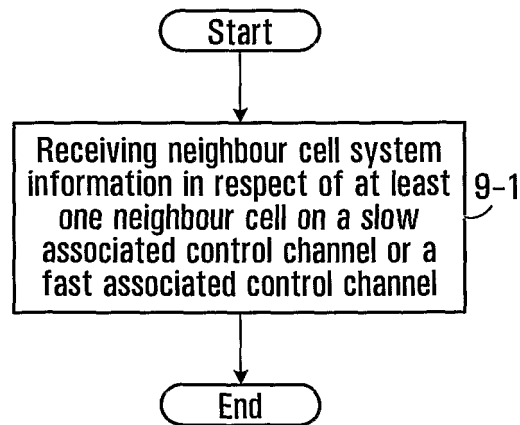 Start
Receiving neighbour cell system
information in respect of at least
one neighbour cell on a slow
associated control channel or a
fast associated control channel
9-1
End